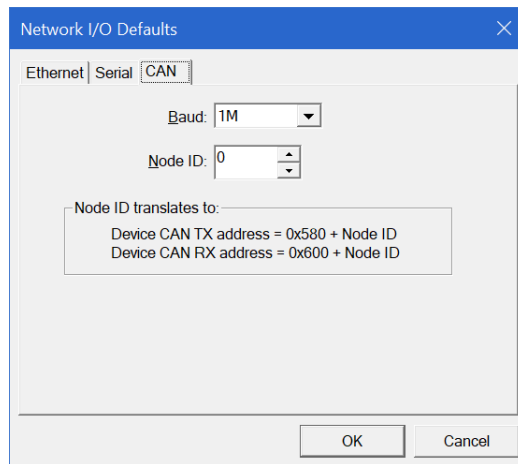 Network I/O Defaults
Ethernet Serial CAN
Baud: 1M
Node ID: 0
Node ID translates to:
Device CAN TX address = 0x580 + Node ID
Device CAN RX address = 0x600 + Node ID
OK Cancel